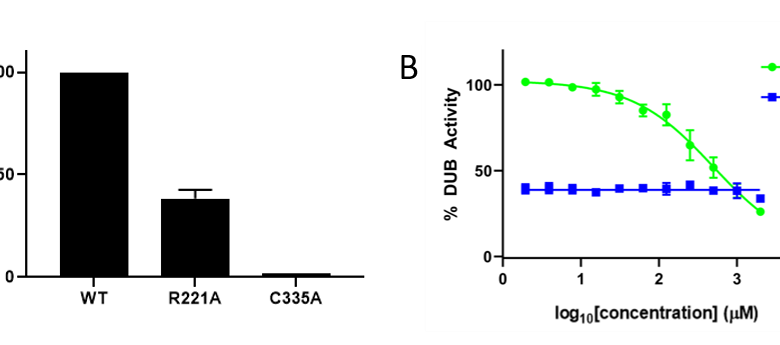 00
50
0
WT R221A C335A
B
% DUB Activity
100
50
0
0 1 2 3
log₁₀[concentration] (μM)